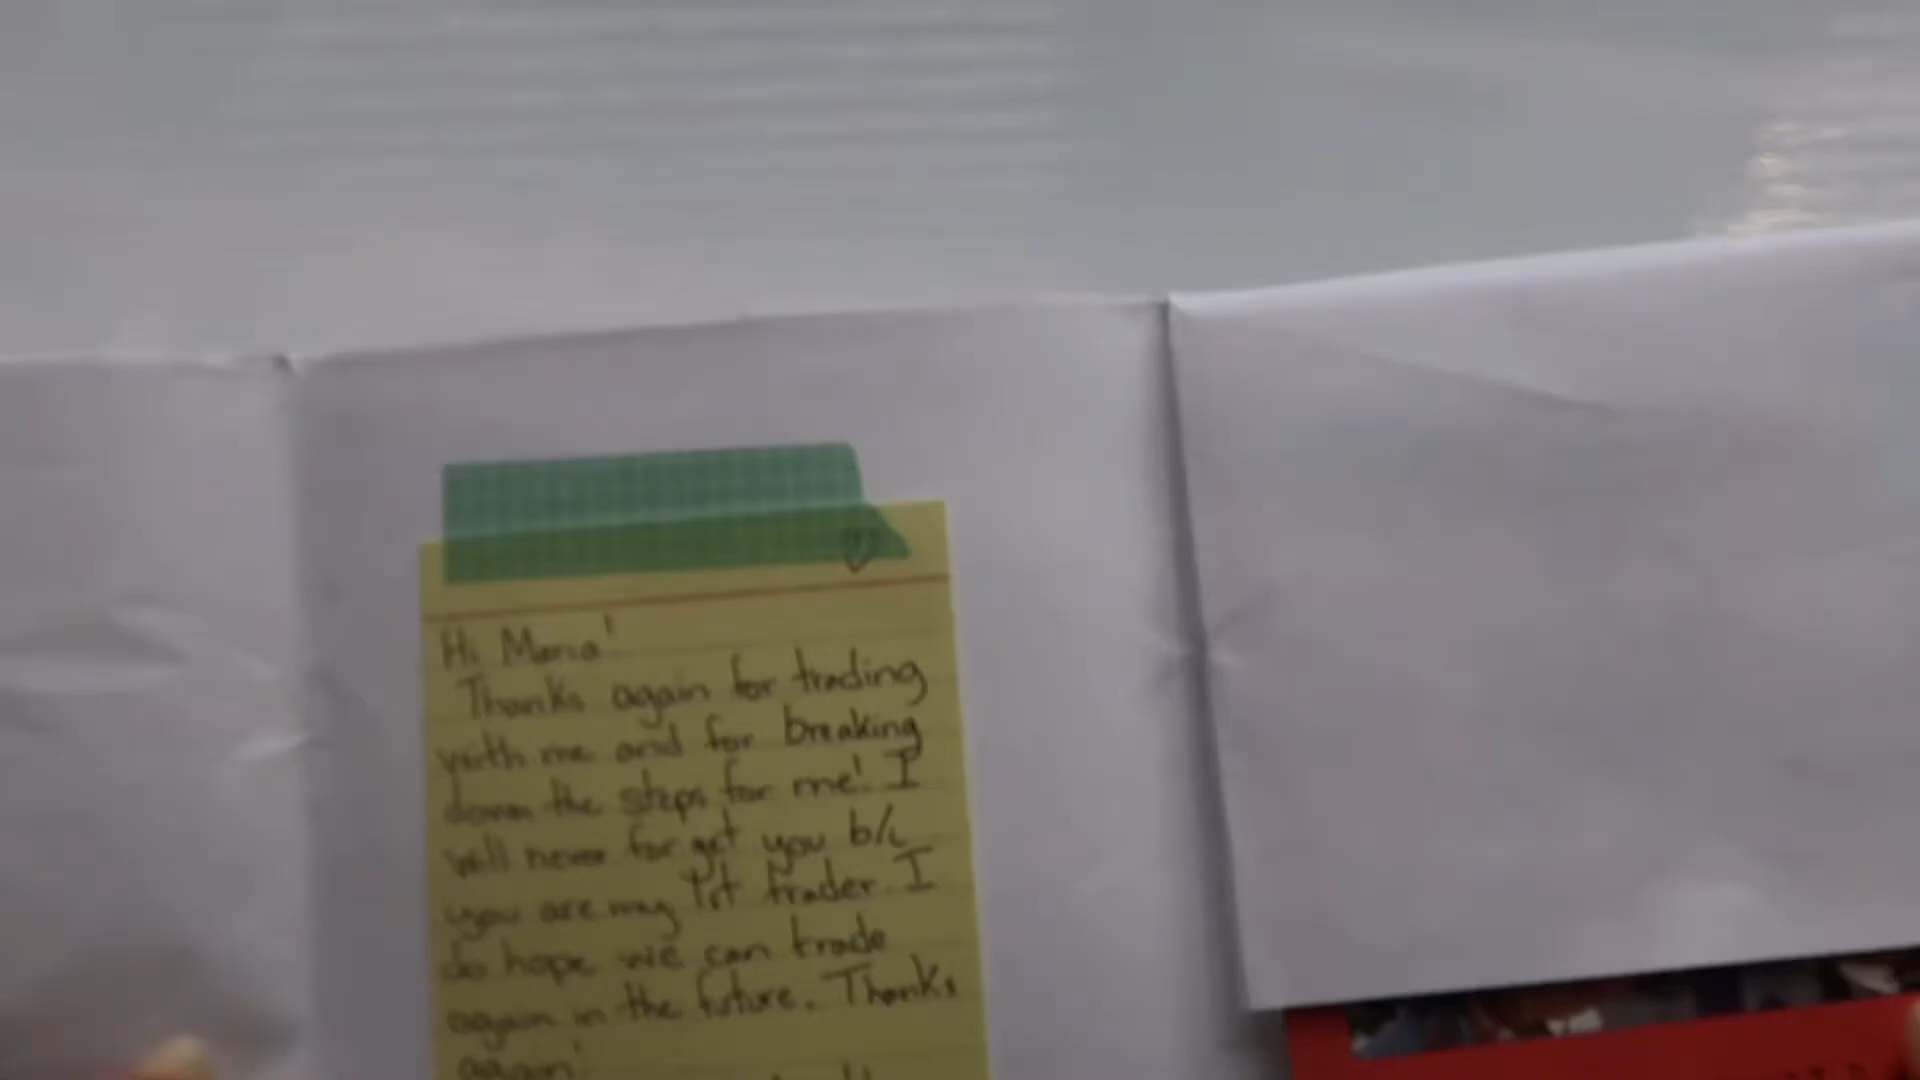 Hi Maria!
Thanks again for trading
with me and for breaking
down the steps for me! I
will never forget you b/c
you are my 1st trader. I
do hope we can trade
again in the future. Thanks
again!